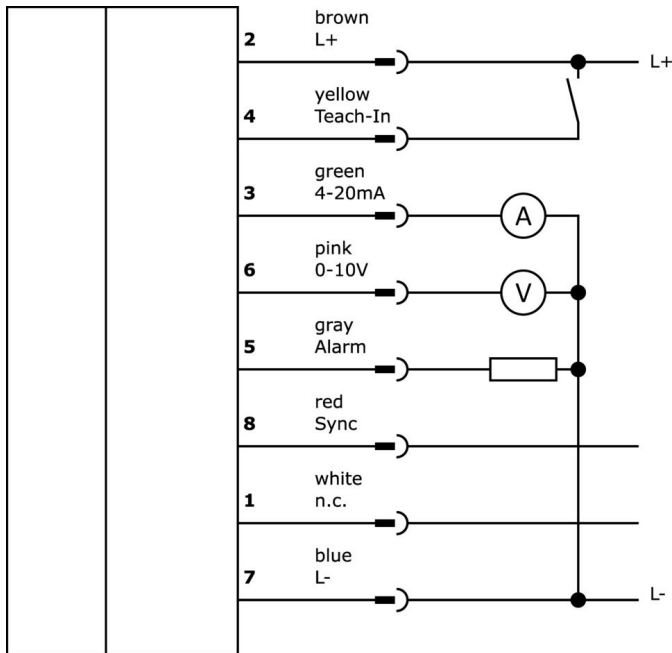 brown
2 L+
L+
yellow
4 Teach-In
green
3 4-20mA
A
pink
6 0-10V
V
gray
5 Alarm
red
8 Sync
white
1 n.c.
blue
7 L-
L-